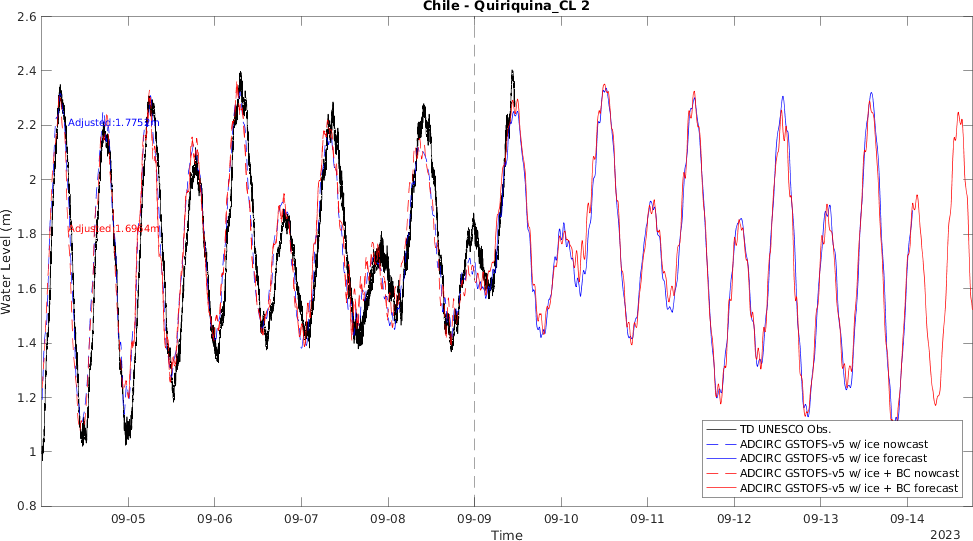 Chile - Quiriquina_CL 2
Water Level (m)
2.6
2.4
2.2
2
1.8
1.6
1.4
1.2
1
0.8
09-05
09-06
09-07
09-08
09-09
09-10
09-11
09-12
09-13
09-14
2023
Time
TD UNESCO Obs.
ADCIRC GSTOFS-v5 w/ ice nowcast
ADCIRC GSTOFS-v5 w/ ice forecast
ADCIRC GSTOFS-v5 w/ ice + BC nowcast
ADCIRC GSTOFS-v5 w/ ice + BC forecast